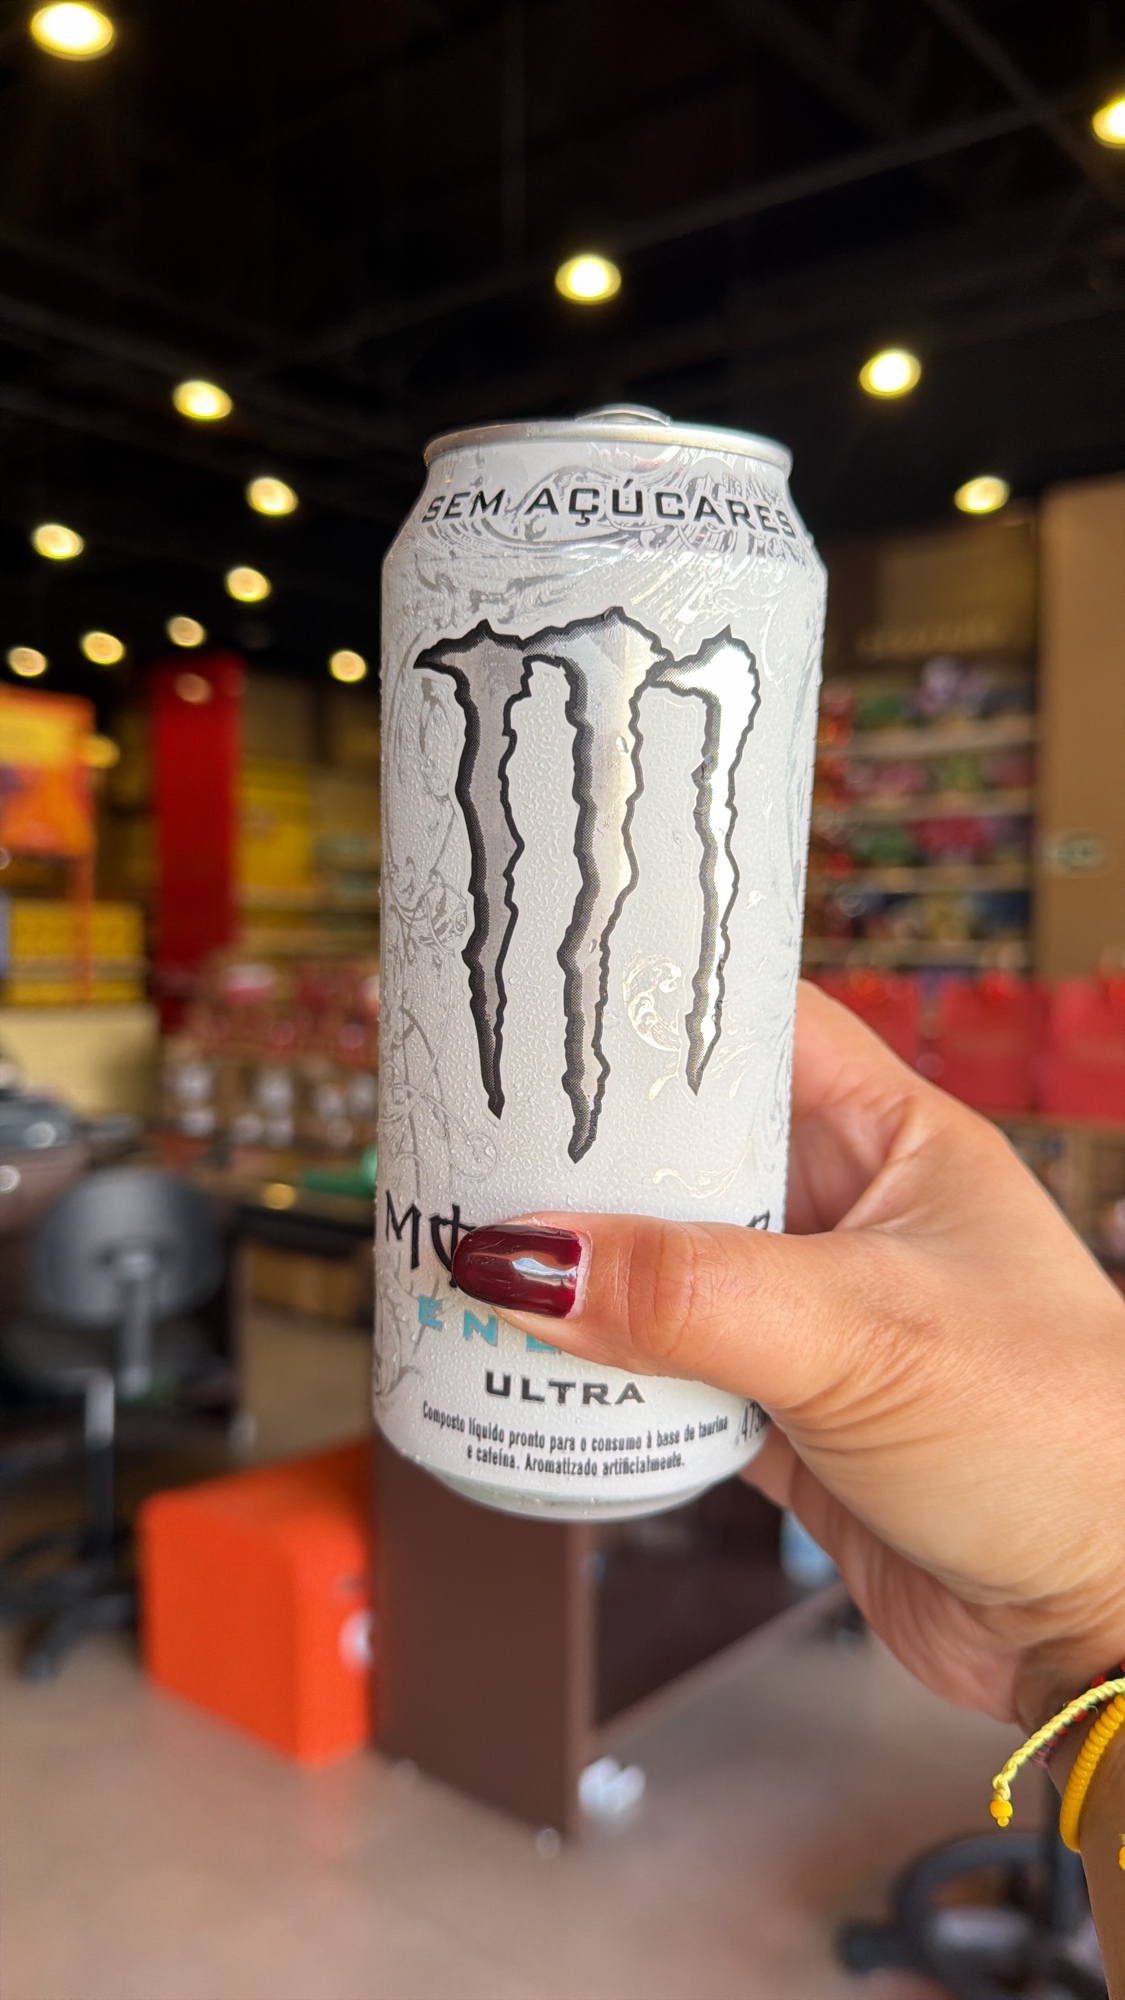 SEM AÇÚCARES
ULTRA
Composto líquido pronto para o consumo à base de taurina
e cafeína. Aromatizado artificialmente.